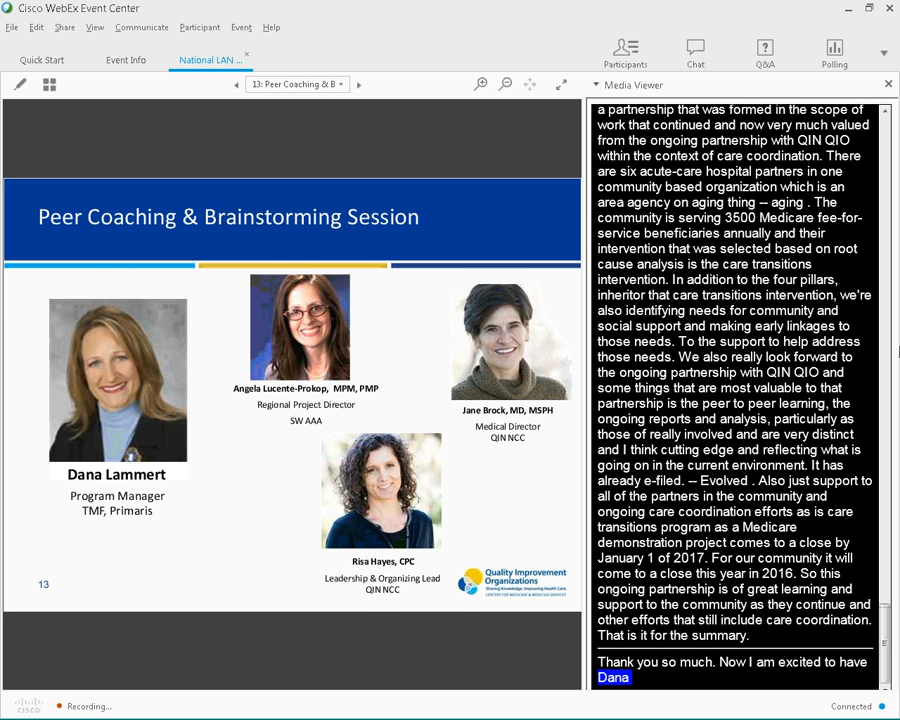 Cisco WebEx Event Center
File Edit Share View Communicate Participant Event Help
Quick Start Event Info National LAN ...
Participants Chat Q&A Polling
13: Peer Coaching & B
Media Viewer
Peer Coaching & Brainstorming Session
Dana Lammert
Program Manager
TMF, Primaris
Angela Lucente-Prokop, MPM, PMP
Regional Project Director
SW AAA
Jane Brock, MD, MSPH
Medical Director
QIN NCC
Risa Hayes, CPC
Leadership & Organizing Lead
QIN NCC
13
Quality Improvement
Organizations
Sharing Knowledge. Improving Health Care.
CENTERS FOR MEDICARE & MEDICAID SERVICES
a partnership that was formed in the scope of
work that continued and now very much valued
from the ongoing partnership with QIN QIO
within the context of care coordination. There
are six acute-care hospital partners in one
community based organization which is an
area agency on aging thing -- aging . The
community is serving 3500 Medicare fee-for-
service beneficiaries annually and their
intervention that was selected based on root
cause analysis is the care transitions
intervention. In addition to the four pillars,
inheritor that care transitions intervention, we're
also identifying needs for community and
social support and making early linkages to
those needs. To the support to help address
those needs. We also really look forward to
the ongoing partnership with QIN QIO and
some things that are most valuable to that
partnership is the peer to peer learning, the
ongoing reports and analysis, particularly as
those of really involved and are very distinct
and I think cutting edge and reflecting what is
going on in the current environment. It has
already e-filed. -- Evolved . Also just support to
all of the partners in the community and
ongoing care coordination efforts as is care
transitions program as a Medicare
demonstration project comes to a close by
January 1 of 2017. For our community it will
come to a close this year in 2016. So this
ongoing partnership is of great learning and
support to the community as they continue and
other efforts that still include care coordination.
That is it for the summary.
Thank you so much. Now I am excited to have
Dana
cisco
Recording...
Connected